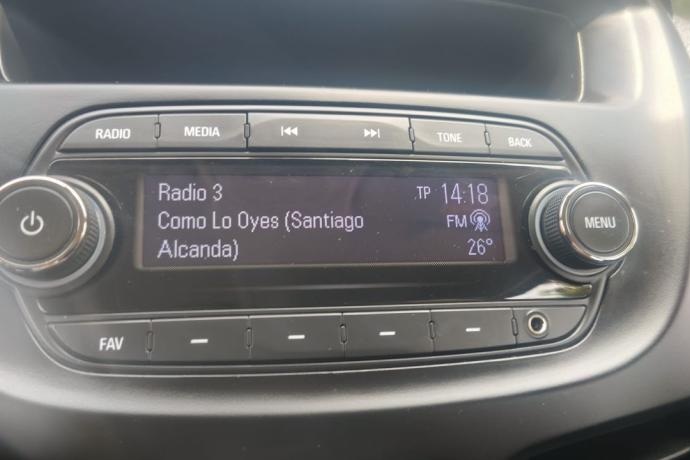 RADIO MEDIA TONE BACK
Radio 3 TP 14:18
Como Lo Oyes (Santiago FM
Alcanda) 26°
MENU
FAV